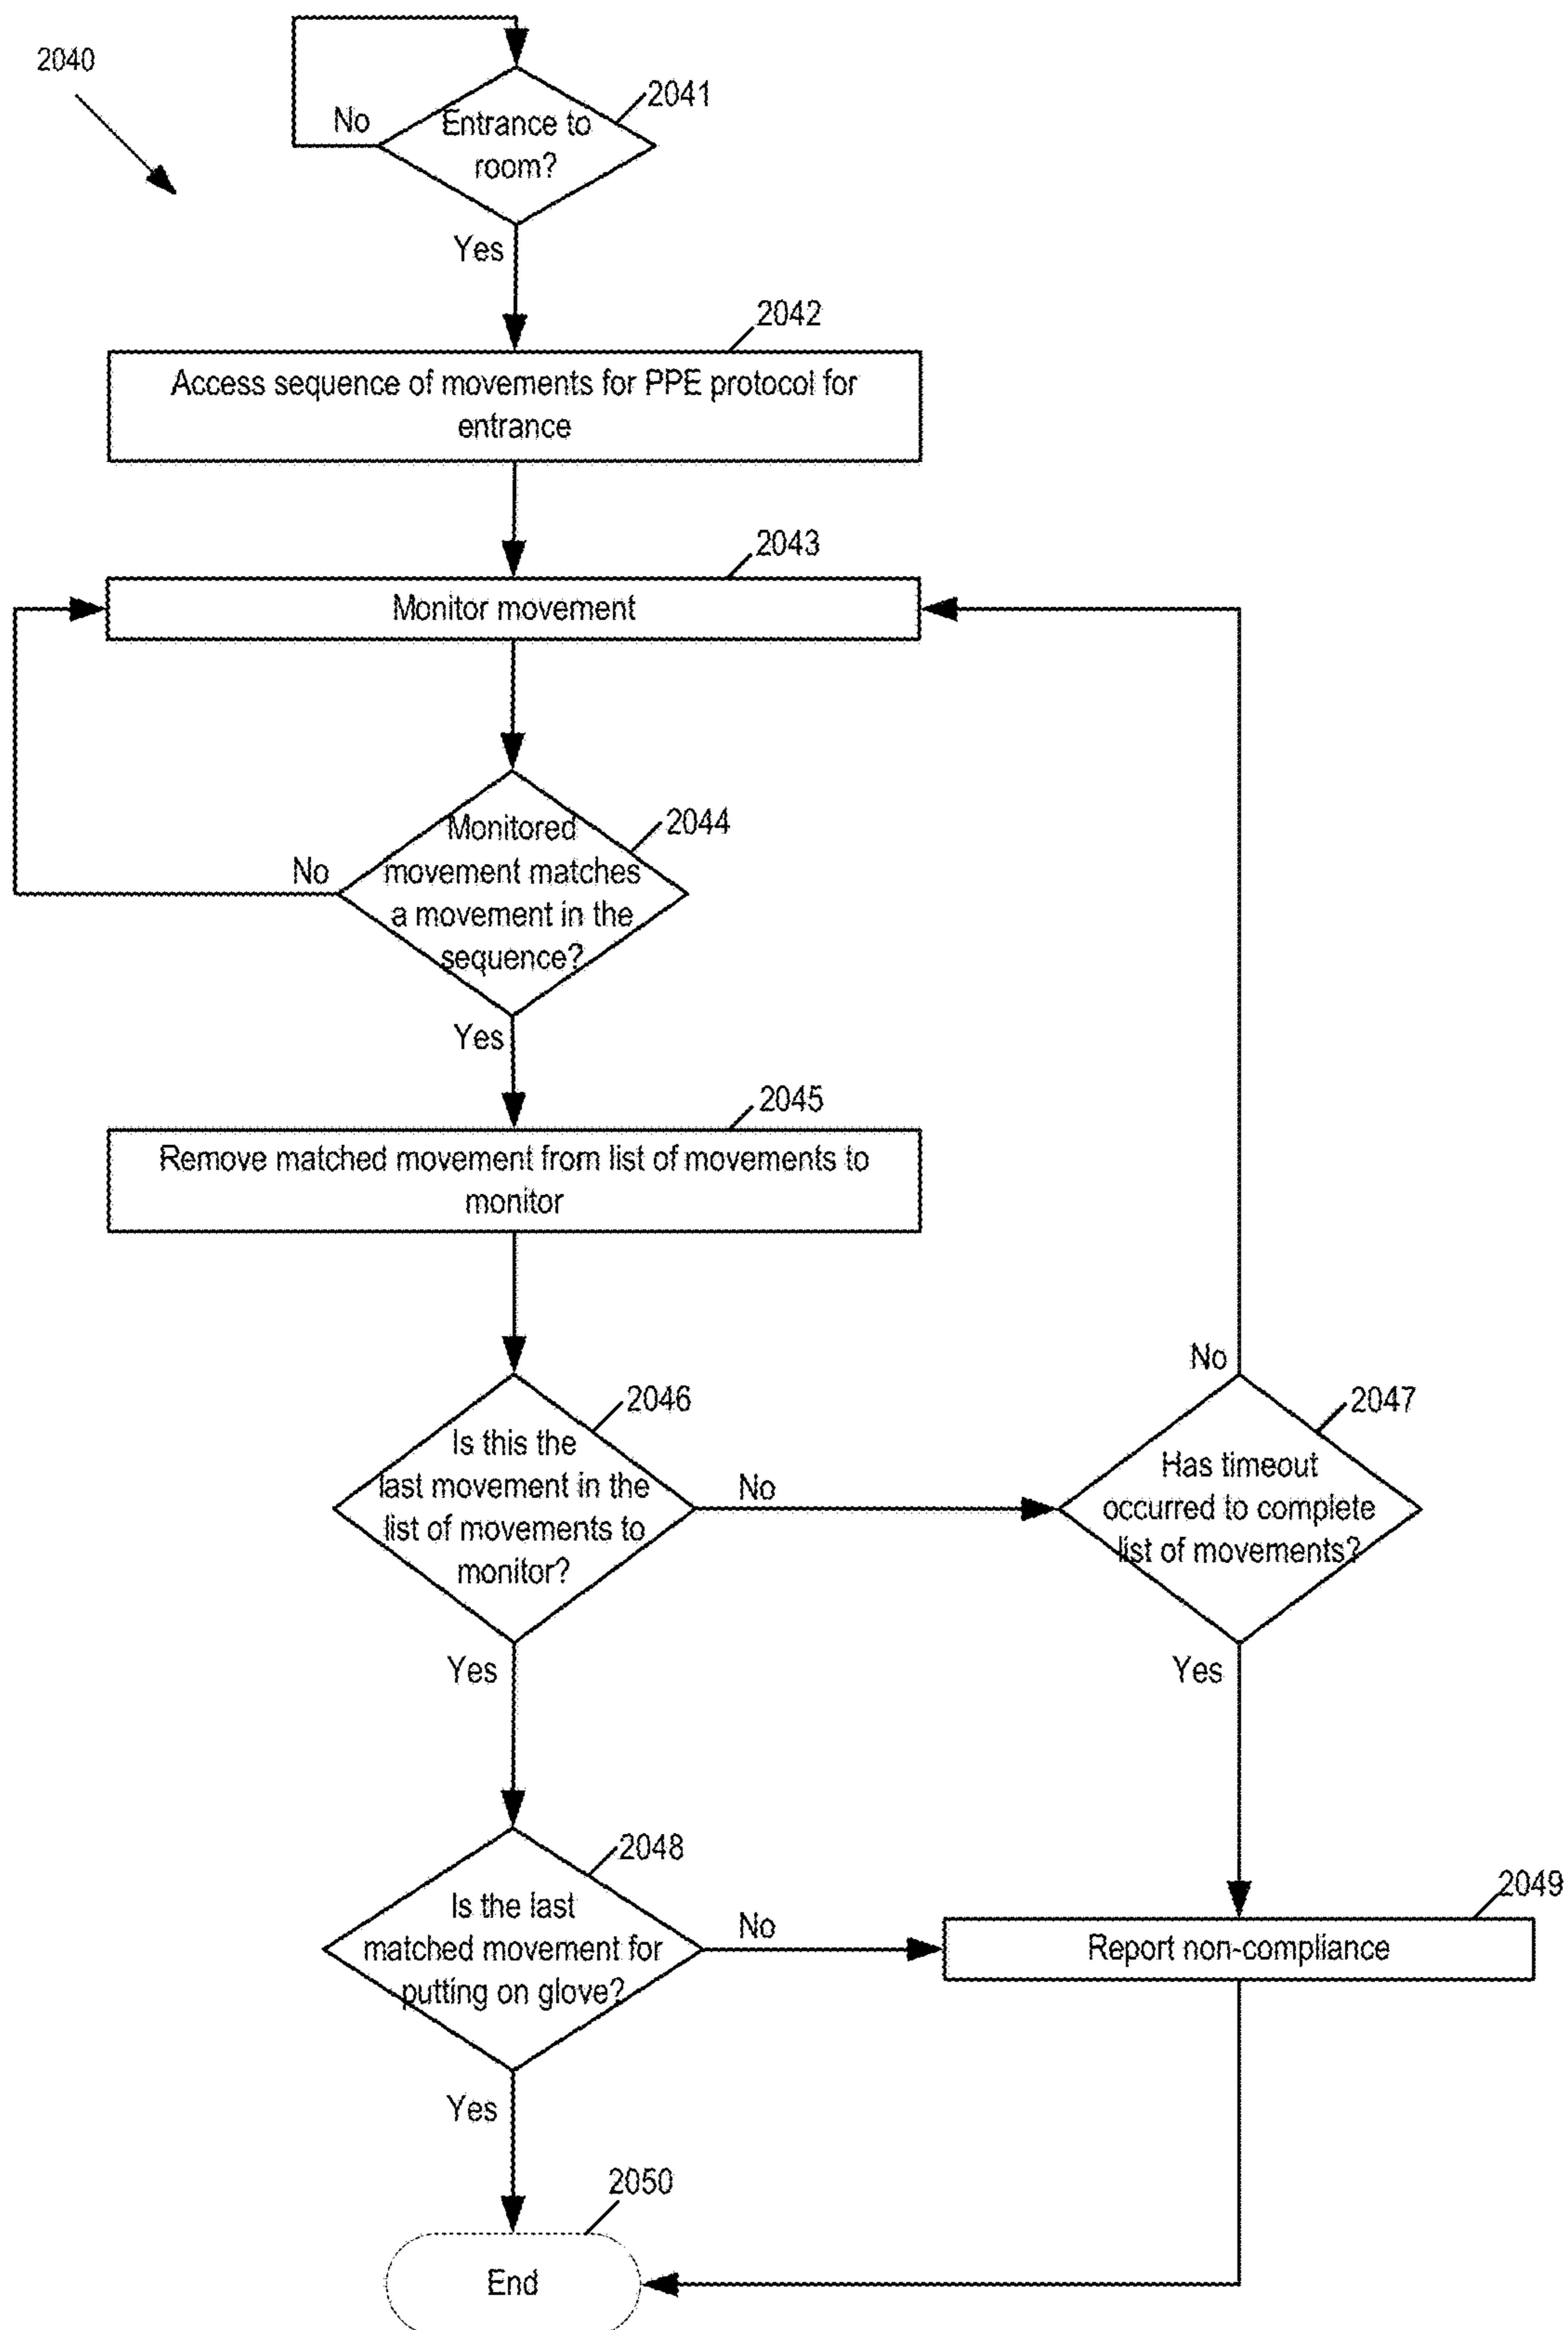 2040
2041
No
Entrance to
room?
Yes
2042
Access sequence of movements for PPE protocol for
entrance
2043
Monitor movement
2044
No
Monitored
movement matches
a movement in the
sequence?
Yes
2045
Remove matched movement from list of movements to
monitor
2046
Is this the
last movement in the
list of movements to
monitor?
No
No
2047
Has timeout
occurred to complete
list of movements?
Yes
Yes
2048
Is the last
matched movement for
putting on glove?
No
2049
Report non-compliance
Yes
2050
End